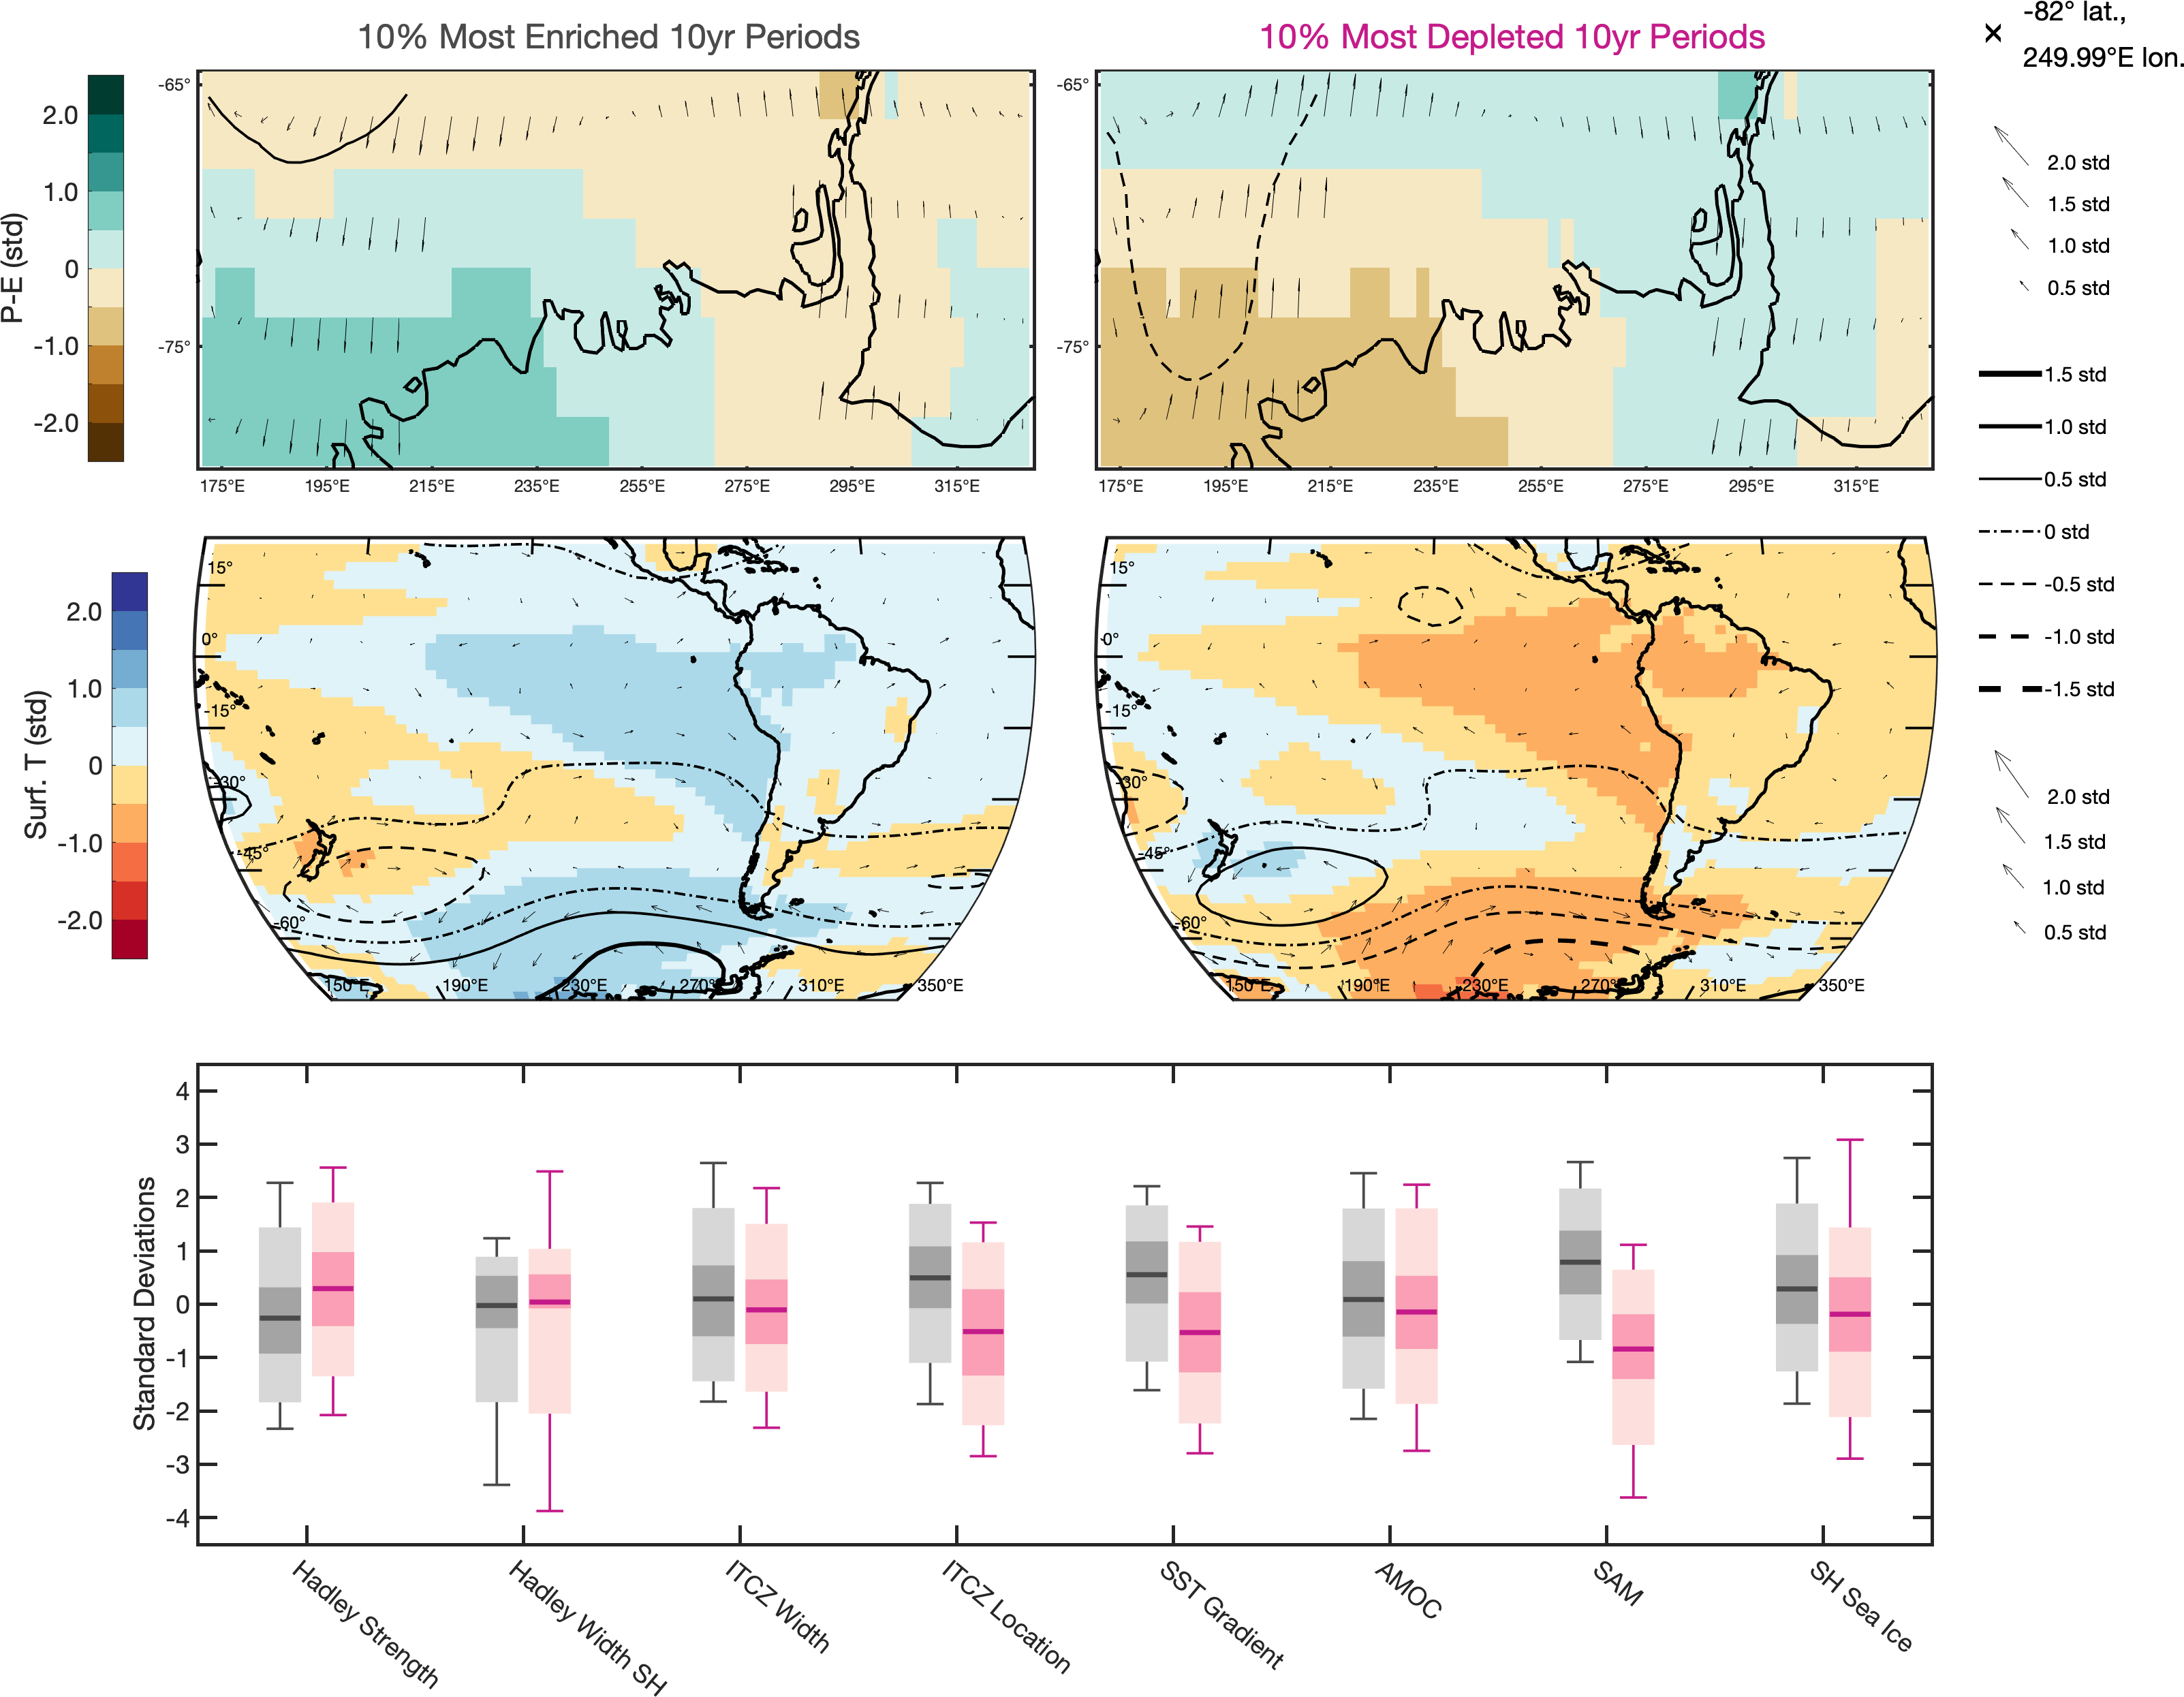 10% Most Enriched 10yr Periods
10% Most Depleted 10yr Periods
-82° lat.,
249.99°E lon.
P-E (std)
2.0
1.0
0
-1.0
-2.0
-65°
-75°
175°E 195°E 215°E 235°E 255°E 275°E 295°E 315°E
-65°
-75°
175°E 195°E 215°E 235°E 255°E 275°E 295°E 315°E
2.0 std
1.5 std
1.0 std
0.5 std
1.5 std
1.0 std
0.5 std
0 std
-0.5 std
-1.0 std
-1.5 std
2.0 std
1.5 std
1.0 std
0.5 std
Surf. T (std)
2.0
1.0
0
-1.0
-2.0
15°
0°
-15°
-30°
-45°
-60°
150°E 190°E 230°E 270°E 310°E 350°E
15°
0°
-15°
-30°
-45°
-60°
150°E 190°E 230°E 270°E 310°E 350°E
Standard Deviations
4
3
2
1
0
-1
-2
-3
-4
Hadley Strength
Hadley Width SH
ITCZ Width
ITCZ Location
SST Gradient
AMOC
SAM
SH Sea Ice